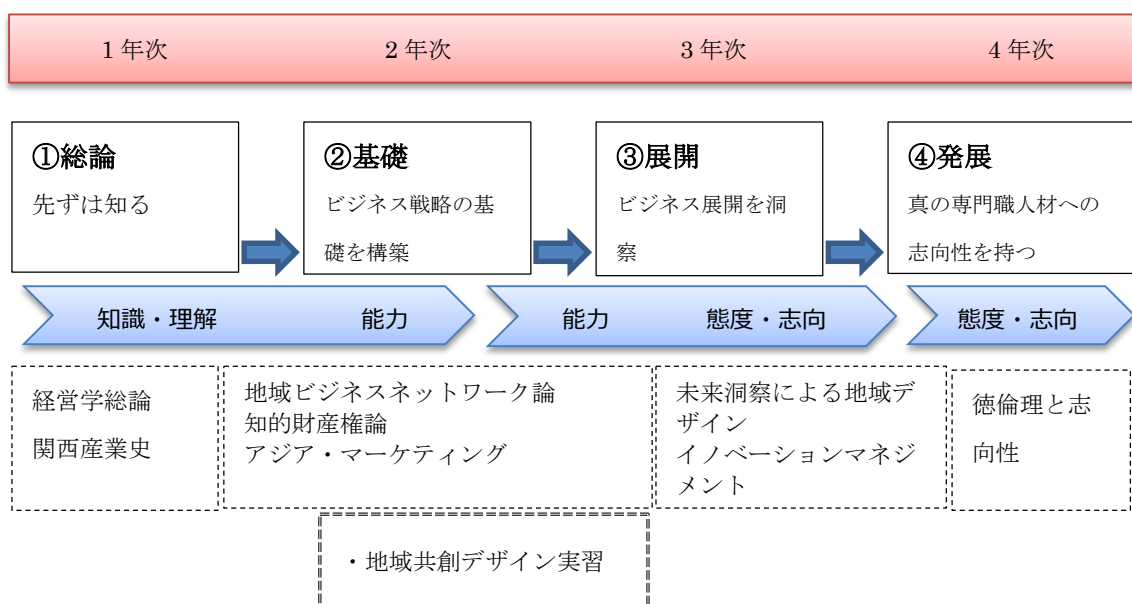 1 年次
2 年次
3 年次
4 年次
①総論
先ずは知る
②基礎
ビジネス戦略の基
礎を構築
③展開
ビジネス展開を洞
察
④発展
真の専門職人材への
志向性を持つ
知識・理解
能力
能力
態度・志向
態度・志向
経営学総論
関西産業史
地域ビジネスネットワーク論
知的財産権論
アジア・マーケティング
未来洞察による地域デ
ザイン
イノベーションマネジ
メント
徳倫理と志
向性
・地域共創デザイン実習